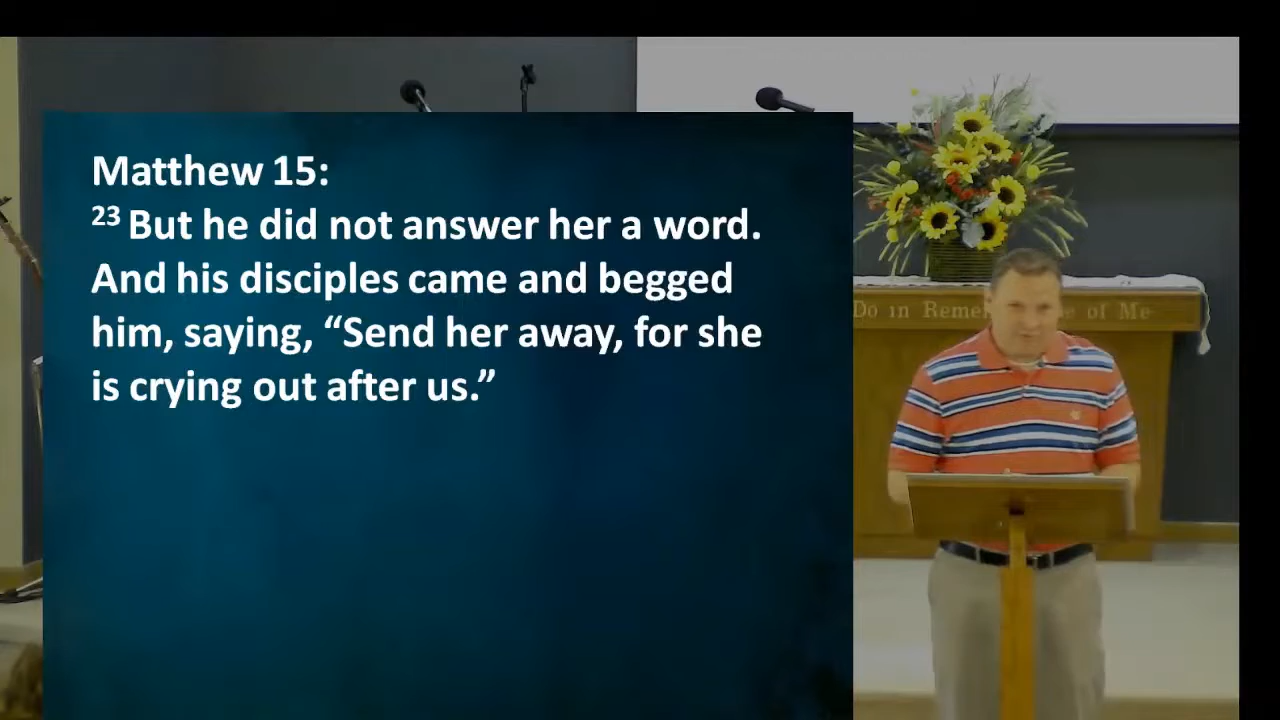 Matthew 15:
23 But he did not answer her a word.
And his disciples came and begged
him, saying, “Send her away, for she
is crying out after us.”
Do in Reme e of Me